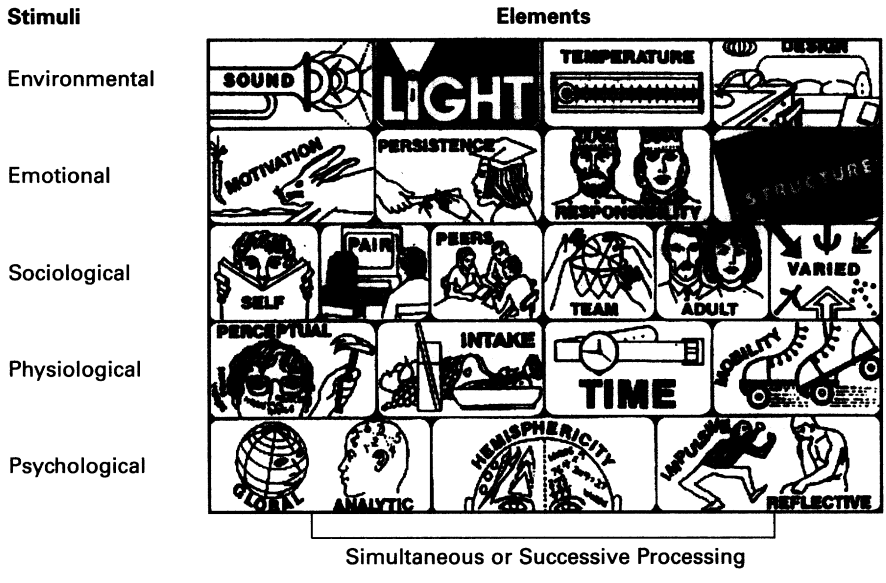 Stimuli Elements
Environmental
SOUND LIGHT TEMPERATURE DESIGN
Emotional
MOTIVATION PERSISTENCE RESPONSIBILITY STRUCTURE
Sociological
SELF PAIR PEERS TEAM ADULT VARIED
Physiological
PERCEPTUAL INTAKE TIME MOBILITY
Psychological
GLOBAL ANALYTIC HEMISPHERICITY IMPULSIVE REFLECTIVE
Simultaneous or Successive Processing